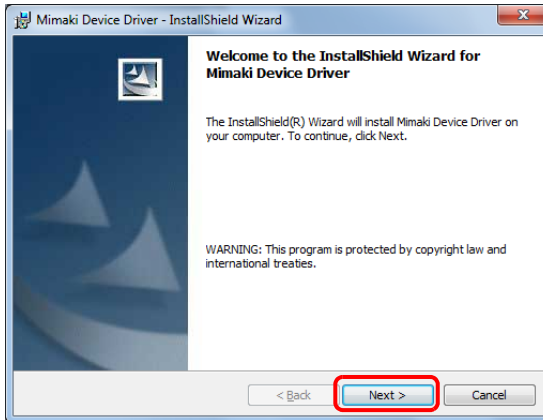 Mimaki Device Driver - InstallShield Wizard
Welcome to the InstallShield Wizard for
Mimaki Device Driver
The InstallShield(R) Wizard will install Mimaki Device Driver on
your computer. To continue, click Next.
WARNING: This program is protected by copyright law and
international treaties.
< Back
Next >
Cancel